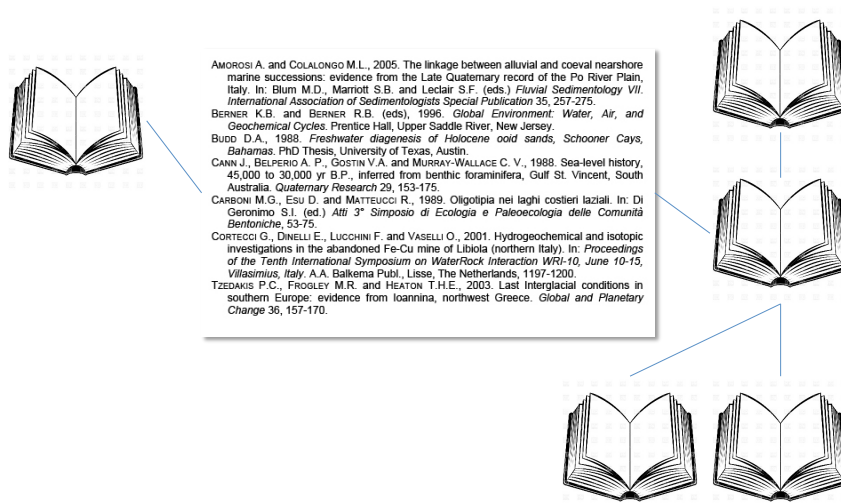 AMOROSI A. and COLALONGO M.L., 2005. The linkage between alluvial and coeval nearshore
marine successions: evidence from the Late Quaternary record of the Po River Plain,
Italy. In: Blum M.D., Marriott S.B. and Leclair S.F. (eds.) Fluvial Sedimentology VII.
International Association of Sedimentologists Special Publication 35, 257-275.
BERNER K.B. and BERNER R.B. (eds), 1996. Global Environment: Water, Air, and
Geochemical Cycles. Prentice Hall, Upper Saddle River, New Jersey.
BUDD D.A., 1988. Freshwater diagenesis of Holocene ooid sands, Schooner Cays,
Bahamas. PhD Thesis, University of Texas, Austin.
CANN J., BELPERIO A. P., GOSTIN V.A. and MURRAY-WALLACE C. V., 1988. Sea-level history,
45,000 to 30,000 yr B.P., inferred from benthic foraminifera, Gulf St. Vincent, South
Australia. Quaternary Research 29, 153-175.
CARBONI M.G., ESU D. and MATTEUCCI R., 1989. Oligotipia nei laghi costieri laziali. In: Di
Geronimo S.I. (ed.) Atti 3° Simposio di Ecologia e Paleoecologia delle Comunità
Bentoniche, 53-75.
CORTECCI G., DINELLI E., LUCCHINI F. and VASELLI O., 2001. Hydrogeochemical and isotopic
investigations in the abandoned Fe-Cu mine of Libiola (northern Italy). In: Proceedings
of the Tenth International Symposium on WaterRock Interaction WRI-10, June 10-15,
Villasimius, Italy. A.A. Balkema Publ., Lisse, The Netherlands, 1197-1200.
TZEDAKIS P.C., FROGLEY M.R. and HEATON T.H.E., 2003. Last Interglacial conditions in
southern Europe: evidence from Ioannina, northwest Greece. Global and Planetary
Change 36, 157-170.